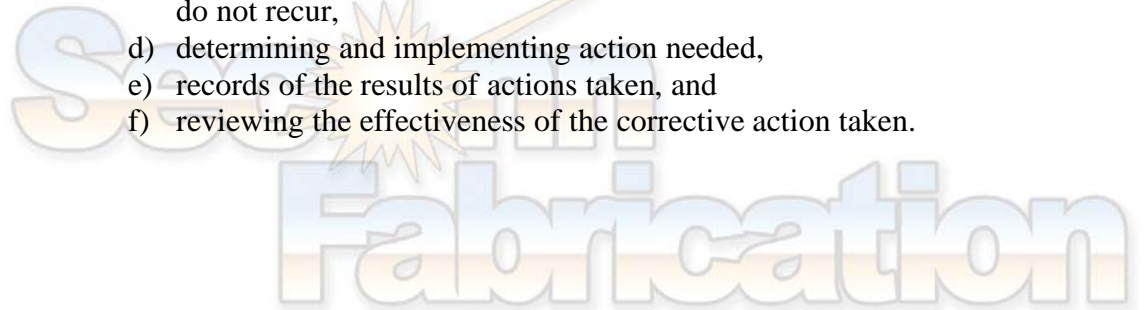 do not recur,
d) determining and implementing action needed,
e) records of the results of actions taken, and
f) reviewing the effectiveness of the corrective action taken.
Fabrication